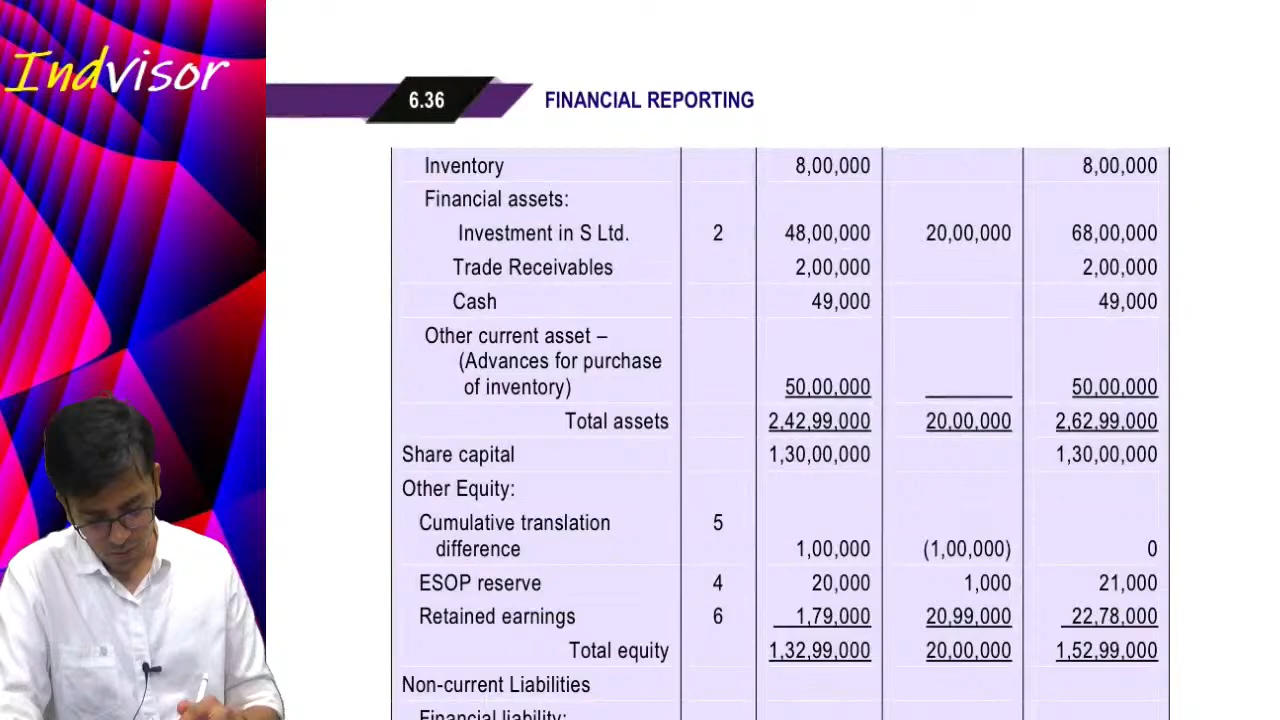 Indvisor
6.36 FINANCIAL REPORTING
Inventory 8,00,000 8,00,000
Financial assets:
Investment in S Ltd. 2 48,00,000 20,00,000 68,00,000
Trade Receivables 2,00,000 2,00,000
Cash 49,000 49,000
Other current asset –
(Advances for purchase
of inventory) 50,00,000 50,00,000
Total assets 2,42,99,000 20,00,000 2,62,99,000
Share capital 1,30,00,000 1,30,00,000
Other Equity:
Cumulative translation 5
difference 1,00,000 (1,00,000) 0
ESOP reserve 4 20,000 1,000 21,000
Retained earnings 6 1,79,000 20,99,000 22,78,000
Total equity 1,32,99,000 20,00,000 1,52,99,000
Non-current Liabilities
Financial liability: